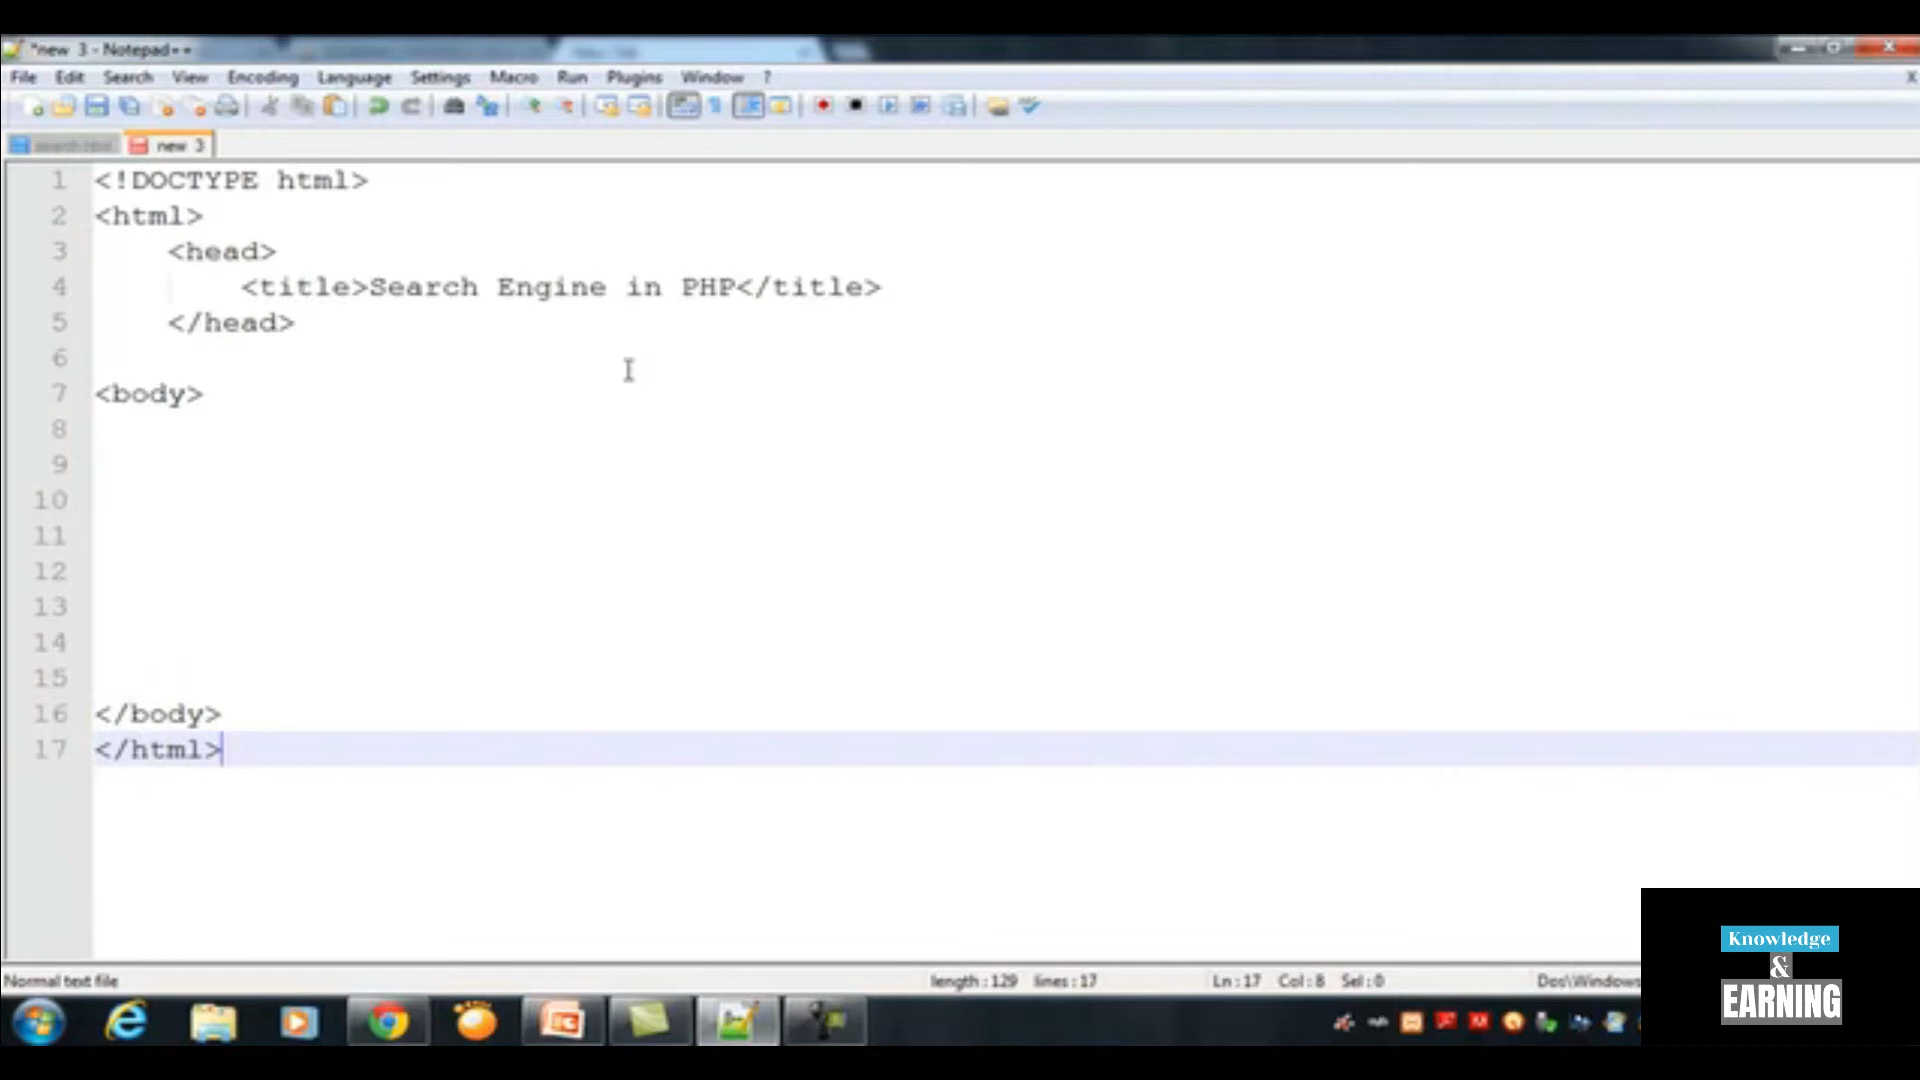 *new 3 - Notepad++
File Edit Search View Encoding Language Settings Macro Run Plugins Window ?
X
new 3
1 <!DOCTYPE html>
2 <html>
3 <head>
4 <title>Search Engine in PHP</title>
5 </head>
6
7 <body>
8
9
10
11
12
13
14
15
16 </body>
17 </html>
Normal text file length : 129 lines : 17 Ln : 17 Col : 8 Sel : 0 Dos\Windows
Knowledge
&
EARNING